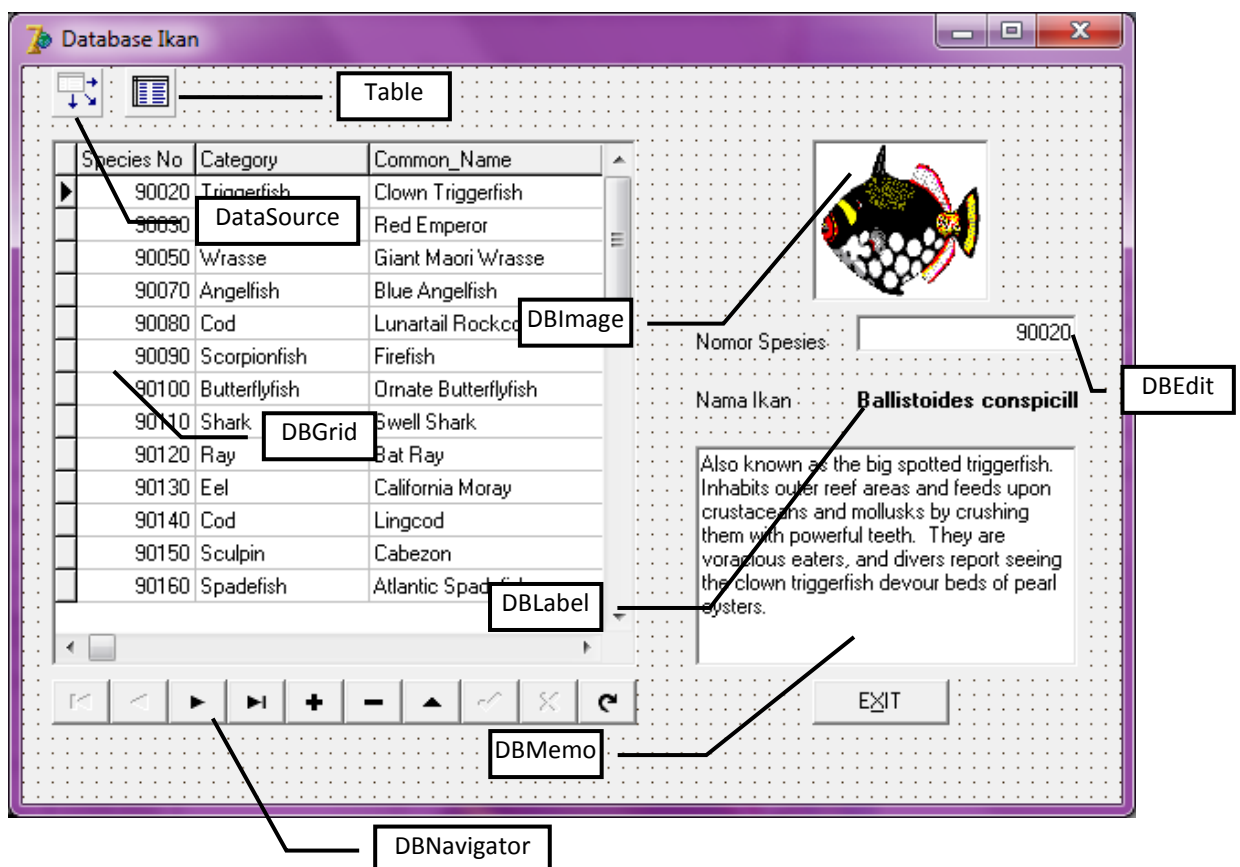 Database Ikan
Table
Species No Category Common_Name
90020 Triggerfish Clown Triggerfish
DataSource
90030 Red Emperor
90050 Wrasse Giant Maori Wrasse
90070 Angelfish Blue Angelfish
90080 Cod Lunartail Rockco
DBImage
90090 Scorpionfish Firefish
90100 Butterflyfish Ornate Butterflyfish
90110 Shark Swell Shark
DBGrid
90120 Ray Bat Ray
90130 Eel California Moray
90140 Cod Lingcod
90150 Sculpin Cabezon
90160 Spadefish Atlantic Spadefish
Nomor Spesies 90020
DBEdit
Nama Ikan Ballistoides conspicill
Also known as the big spotted triggerfish.
Inhabits outer reef areas and feeds upon
crustaceans and mollusks by crushing
them with powerful teeth. They are
voracious eaters, and divers report seeing
the clown triggerfish devour beds of pearl
oysters.
DBLabel
EXIT
DBMemo
DBNavigator